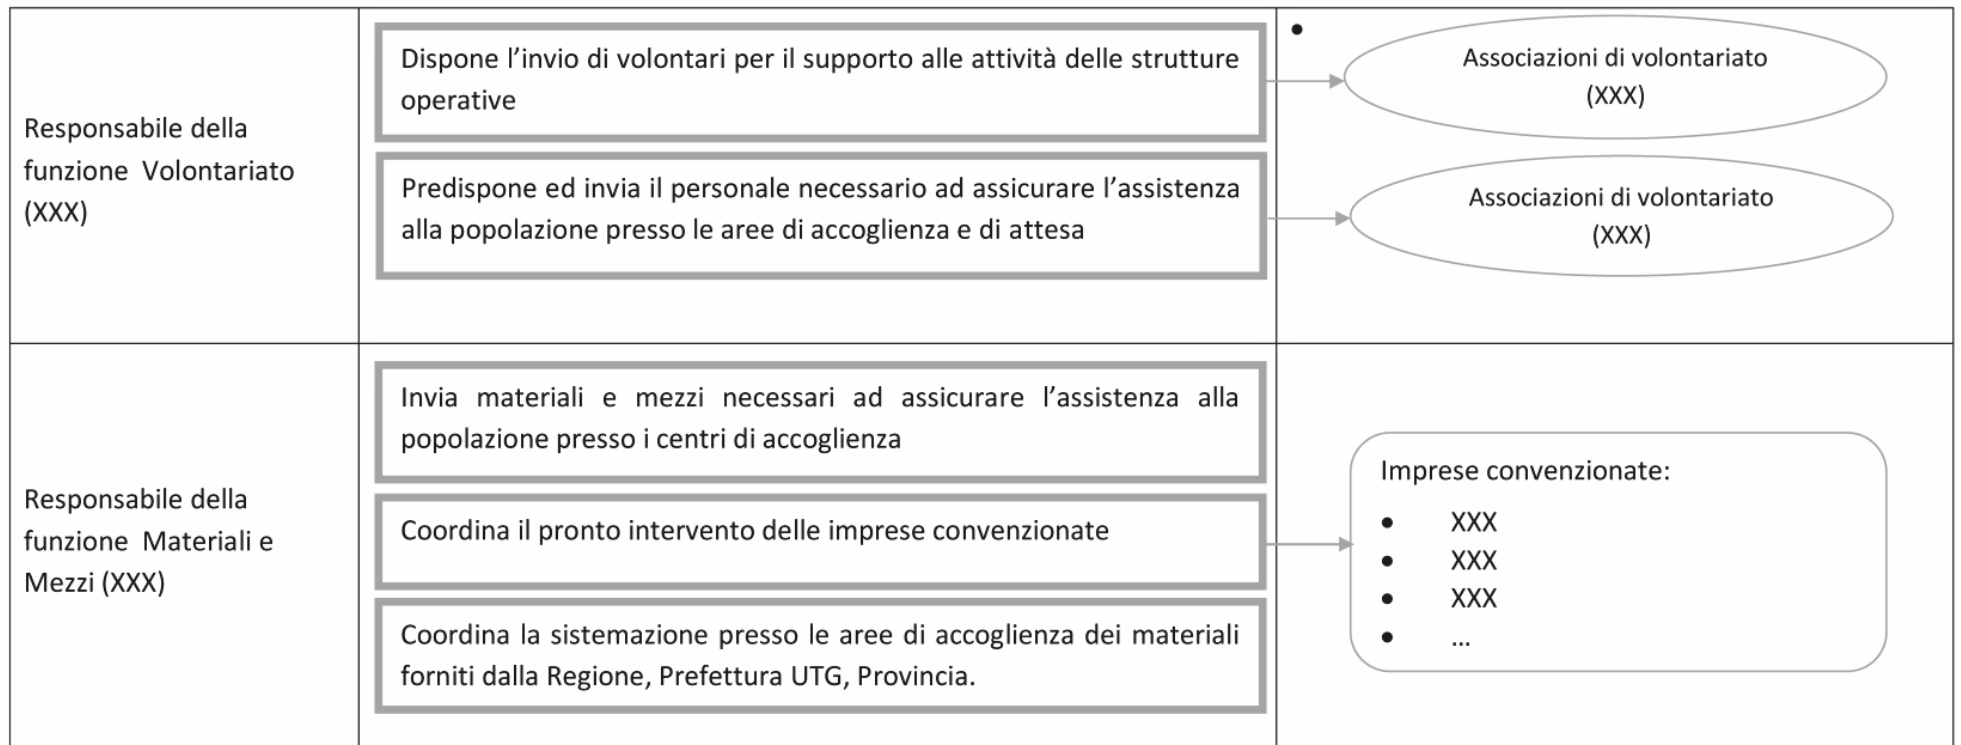 Responsabile della
funzione  Volontariato
(XXX)
Dispone l’invio di volontari per il supporto alle attività delle strutture
operative
Predispone ed invia il personale necessario ad assicurare l’assistenza
alla popolazione presso le aree di accoglienza e di attesa
•
Associazioni di volontariato
(XXX)
Associazioni di volontariato
(XXX)
Responsabile della
funzione  Materiali e
Mezzi (XXX)
Invia materiali e mezzi necessari ad assicurare l’assistenza alla
popolazione presso i centri di accoglienza
Coordina il pronto intervento delle imprese convenzionate
Coordina la sistemazione presso le aree di accoglienza dei materiali
forniti dalla Regione, Prefettura UTG, Provincia.
Imprese convenzionate:
• XXX
• XXX
• XXX
• ...